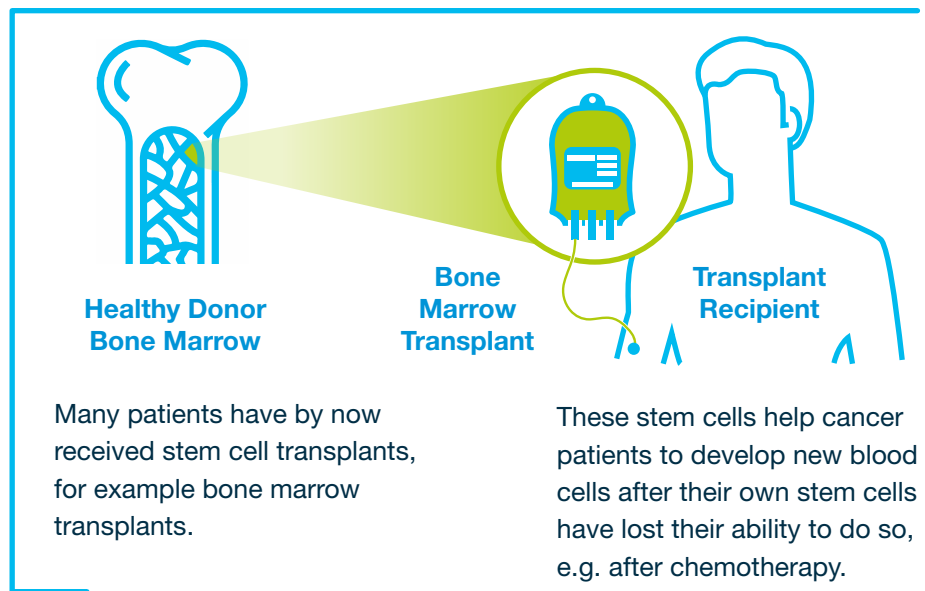 Healthy Donor
Bone Marrow
Bone
Marrow
Transplant
Transplant
Recipient
Many patients have by now
received stem cell transplants,
for example bone marrow
transplants.
These stem cells help cancer
patients to develop new blood
cells after their own stem cells
have lost their ability to do so,
e.g. after chemotherapy.